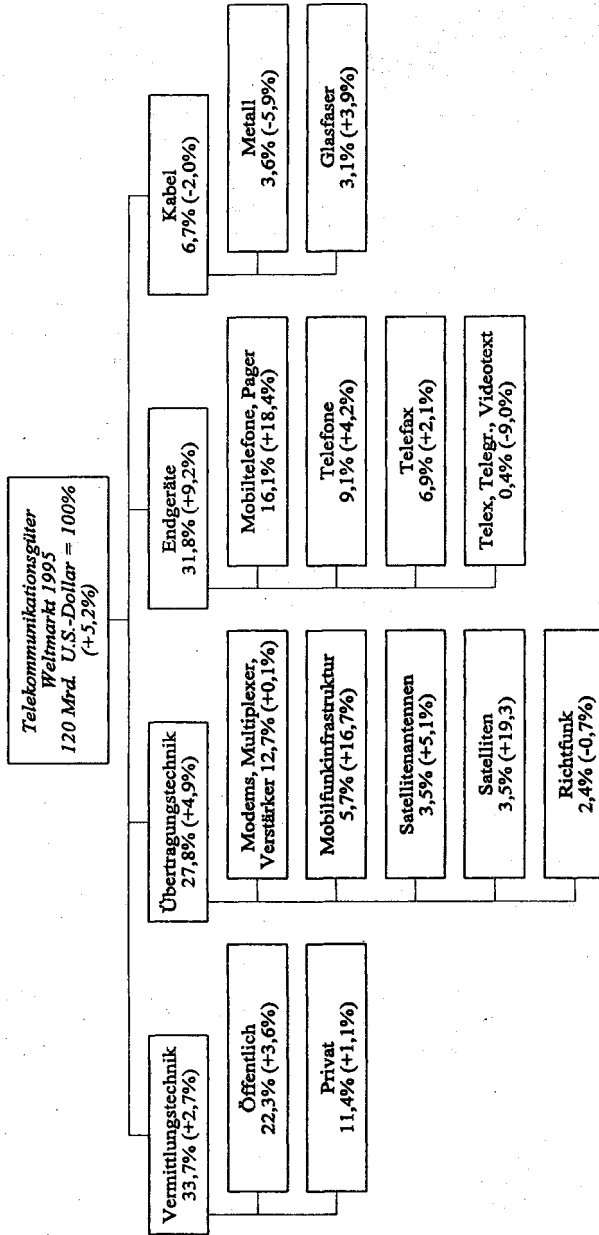 Telekommunikationsgüter
Weltmarkt 1995
120 Mrd. U.S.-Dollar = 100%
(+5,2%)
Vermittlungstechnik
33,7% (+2,7%)
Öffentlich
22,3% (+3,6%)
Privat
11,4% (+1,1%)
Übertragungstechnik
27,8% (+4,9%)
Modems, Multiplexer,
Verstärker 12,7% (+0,1%)
Mobilfunkinfrastruktur
5,7% (+16,7%)
Satellitenantennen
3,5% (+5,1%)
Satelliten
3,5% (+19,3)
Richtfunk
2,4% (-0,7%)
Endgeräte
31,8% (+9,2%)
Mobiltelefone, Pager
16,1% (+18,4%)
Telefone
9,1% (+4,2%)
Telefax
6,9% (+2,1%)
Telex, Telegr., Videotext
0,4% (-9,0%)
Kabel
6,7% (-2,0%)
Metall
3,6% (-5,9%)
Glasfaser
3,1% (+3,9%)